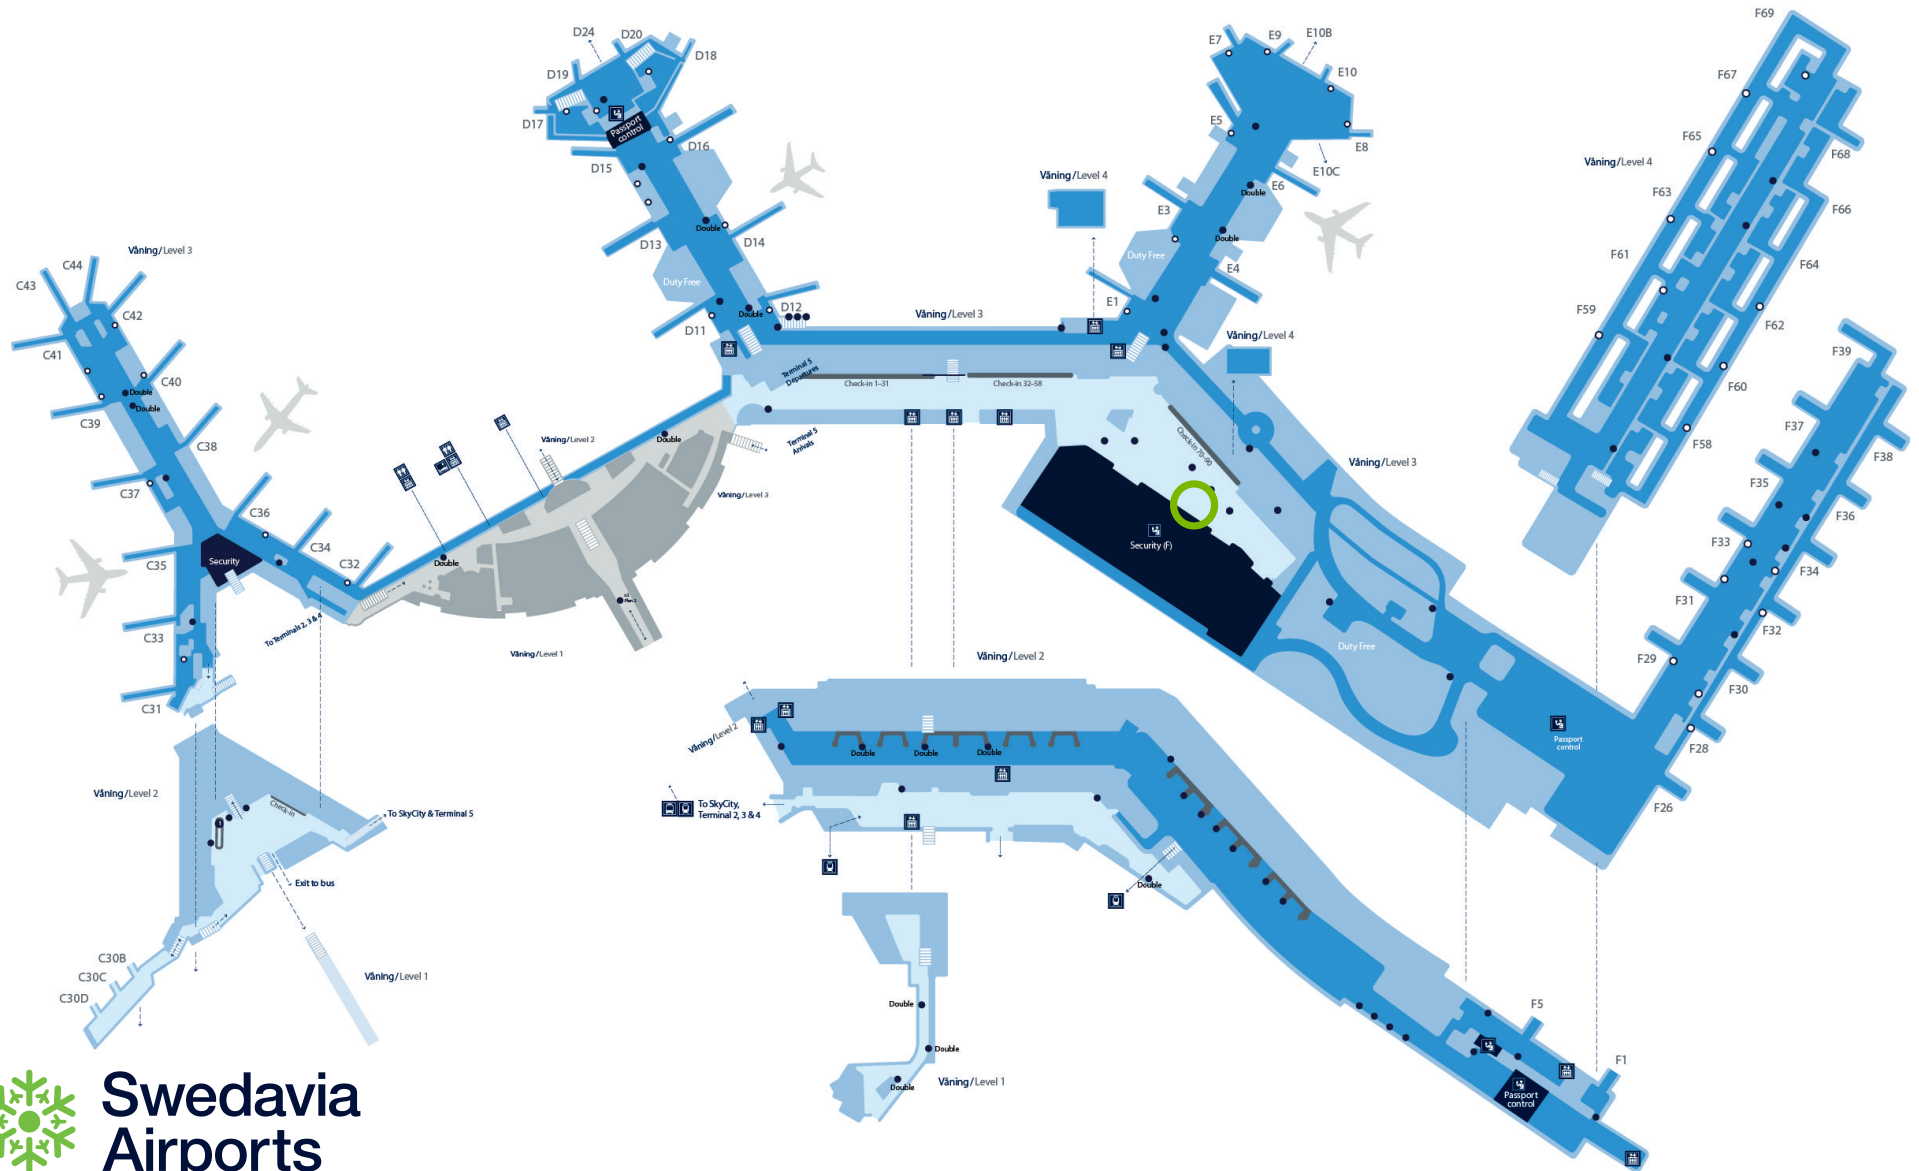 D24
D20
D18
D19
D17
Passport
control
D16
D15
Double
D13
D14
Duty Free
D12
Double
D11
E7
E9
E10B
E10
E5
E8
E10C
E6
Double
E3
Double
Duty Free
E4
E1
Våning/Level 4
Våning/Level 3
Våning/Level 4
Våning/Level 3
F69
F67
F65
Våning/Level 4
F68
F63
F66
F61
F64
F59
F62
F60
F58
F39
F37
F38
F35
F36
F33
F34
F31
F32
F29
F30
F28
F26
Våning/Level 3
C44
C43
C42
C41
C40
Double
Double
C39
C38
C37
C36
C34
C32
C35
Security
C33
C31
To Terminals 2, 3 & 4
Våning/Level 2
Double
Double
Våning/Level 3
Våning/Level 1
Terminal 5
Departures
Check-in 1–31
Check-in 32–58
Terminal 5
Arrivals
Check-in 70–90
Security (F)
Duty Free
Passport
control
Våning/Level 2
Check-in
To SkyCity & Terminal 5
Exit to bus
C30B
C30C
C30D
Våning/Level 1
Våning/Level 2
Våning/Level 2
Double
Double
Double
To SkyCity,
Terminal 2, 3 & 4
Double
Double
Double
Double
Våning/Level 1
F5
F1
Passport
control
Swedavia
Airports